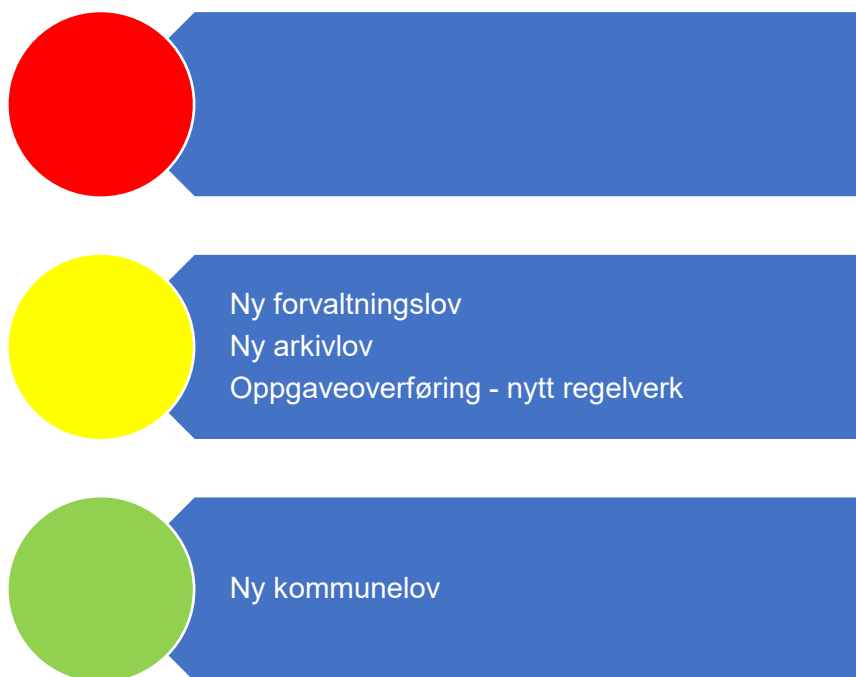 Ny forvaltningslov
Ny arkivlov
Oppgaveoverføring - nytt regelverk
Ny kommunelov